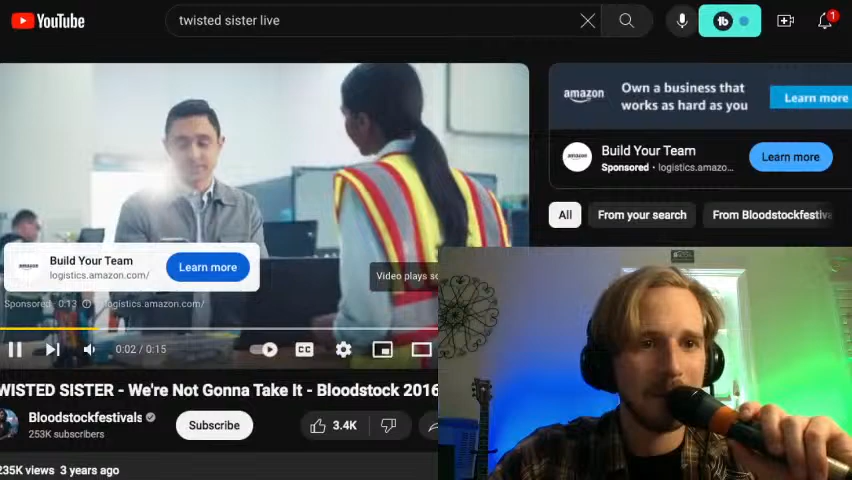 YouTube
twisted sister live
1
amazon
Own a business that
works as hard as you
Learn more
Build Your Team
Sponsored • logistics.amazo...
Learn more
All
From your search
From Bloodstockfestiva
Build Your Team
logistics.amazon.com/
Learn more
Video plays
Sponsored · 0:13
logistics.amazon.com/
0:02 / 0:15
CC
WISTED SISTER - We're Not Gonna Take It - Bloodstock 2016
Bloodstockfestivals
253K subscribers
Subscribe
3.4K
235K views 3 years ago